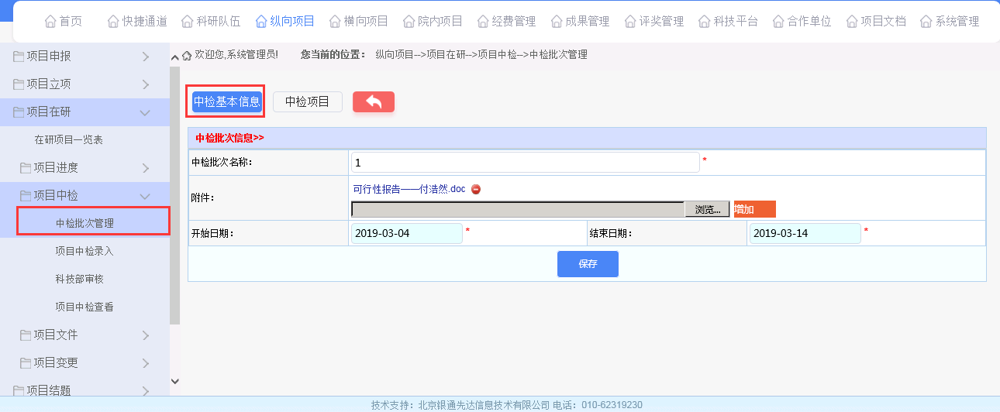 首页 快捷通道 科研队伍 纵向项目 横向项目 院内项目 经费管理 成果管理 评奖管理 科技平台 合作单位 项目文档 系统管理
欢迎您,系统管理员! 您当前的位置: 纵向项目-->项目在研-->项目中检-->中检批次管理
项目申报
项目立项
项目在研
在研项目一览表
项目进度
项目中检
中检批次管理
项目中检录入
科技部审核
项目中检查看
项目文件
项目变更
项目结题
中检基本信息 中检项目
中检批次信息>>
中检批次名称: 1 *
附件: 可行性报告——付浩然.doc
浏览... 增加
开始日期: 2019-03-04 * 结束日期: 2019-03-14 *
保存
技术支持: 北京银通先达信息技术有限公司 电话: 010-62319230